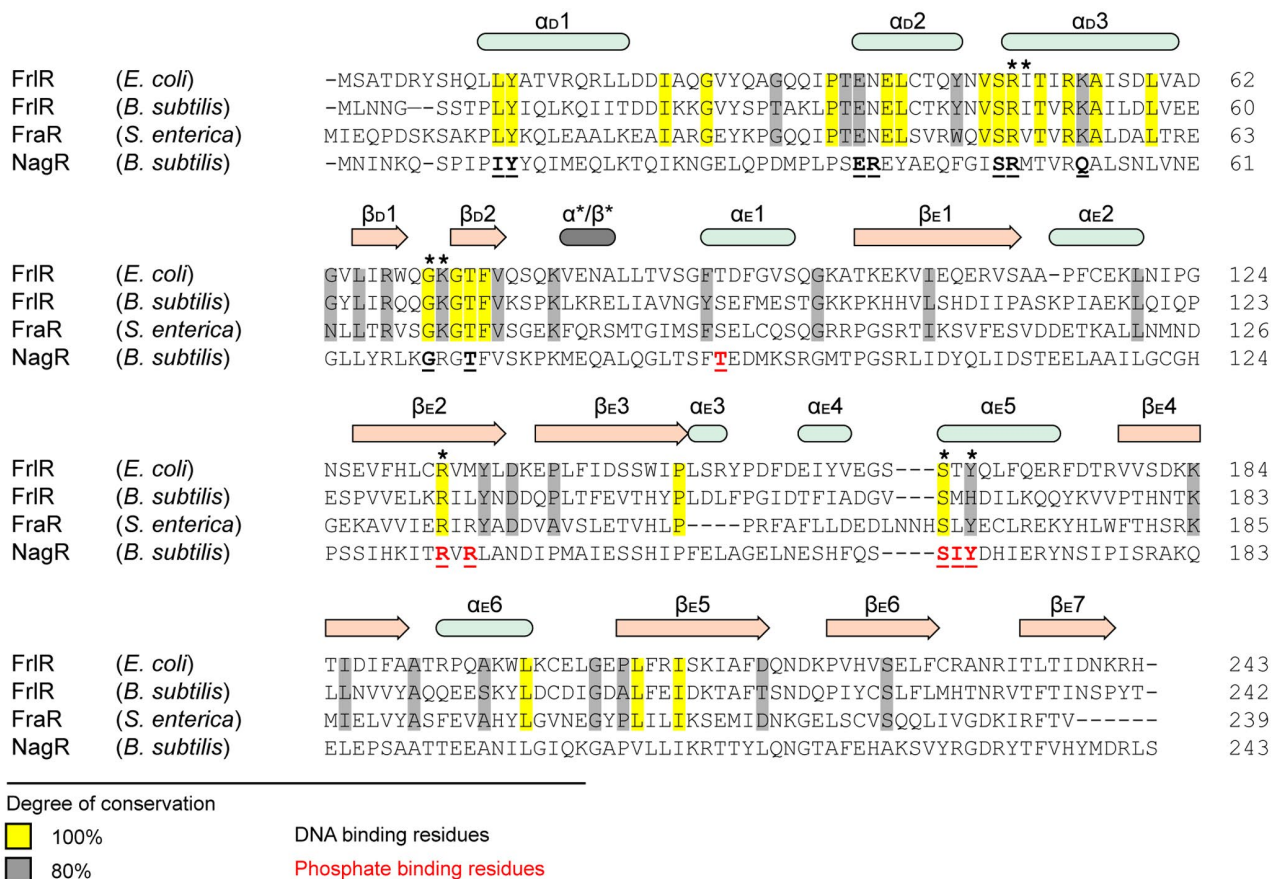 αD1 αD2 αD3
** 
FrlR (E. coli) -MSATDRYSHQLLYATVRQRLLDDIAQGVYQAGQQIPTENELCTQYNVSRITIRKAISDLVAD 62
FrlR (B. subtilis) -MLNNG--SSTPLYIQLKQIITDDIKKGVYSPTAKLPTENELCTKYNVSRITVRKAILDLVEE 60
FraR (S. enterica) MIEQPDSKSAKPLYKQLEAALKEAIARGEYKPGQQIPTENELSVRWQVSRVTVRKALDALTRE 63
NagR (B. subtilis) -MNINKQ-SPIPIYYQIMEQLKTQIKNGELQPDMPLPSEREYAEQFGISRMTVRQALSNLVNE 61
βD1 βD2 α*/β* αE1 βE1 αE2
**
FrlR (E. coli) GVLIRWQGKGTFVQSQKVENALLTVSGFTDFGVSQGKATKEKVIEQERVSAA-PFCEKLNIPG 124
FrlR (B. subtilis) GYLIRQQGKGTFVKSPKLKRELIAVNGYSEFMESTGKKPKHHVLSHDIIPASKPIAEKLQIQP 123
FraR (S. enterica) NLLTRVSGKGTFVSGEKFQRSMTGIMSFSELCQSQGRRPGSRTIKSVFESVDDETKALLNMND 126
NagR (B. subtilis) GLLYRLKGRGTFVSKPKMEQALQGLTSFTEDMKSRGMTPGSRLIDYQLIDSTEELAAILGCGH 124
βE2 βE3 αE3 αE4 αE5 βE4
* * *
FrlR (E. coli) NSEVFHLCRVMYLDKEPLFIDSSWIPLSRYPDFDEIYVEGS----STYQLFQERFDTRVVSDKK 184
FrlR (B. subtilis) ESPVVELKRILYNDDQPLTFEVTHYPLDLFPGIDTFIADGV----SMHDILKQQYKVVPTHNTK 183
FraR (S. enterica) GEKAVVIERIRYADDVAVSLETVHLP----PRFAFLLDEDLNNHSLYECLREKYHLWFTHSRK 185
NagR (B. subtilis) PSSIHKITRVRLANDIPMAIESSHIPFELAGELNESHFQS----SIYDHIERYNSIPISRAKQ 183
αE6 βE5 βE6 βE7
FrlR (E. coli) TIDIFAATRPQAKWLKCELGEPLFRISKIAFDQNDKPVHVSELFCRANRITLTIDNKRH- 243
FrlR (B. subtilis) LLNVVYAQQEESKYLDCDIGDALFEIDKTAFTSNDQPIYCSLFLMHTNRVTFTINSPYT- 242
FraR (S. enterica) MIELVYASFEVAHYLGVNEGYPLILIKSEMIDNKGELSCVSQQLIVGDKIRFTV------ 239
NagR (B. subtilis) ELEPSAATTEEANILGIQKGAPVLLIKRTTYLQNGTAFEHAKSVYRGDRYTFVHYMDRLS 243
Degree of conservation
100% DNA binding residues
80% Phosphate binding residues